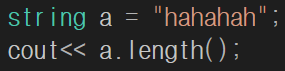 string a = "hahahah";
cout<< a.length();